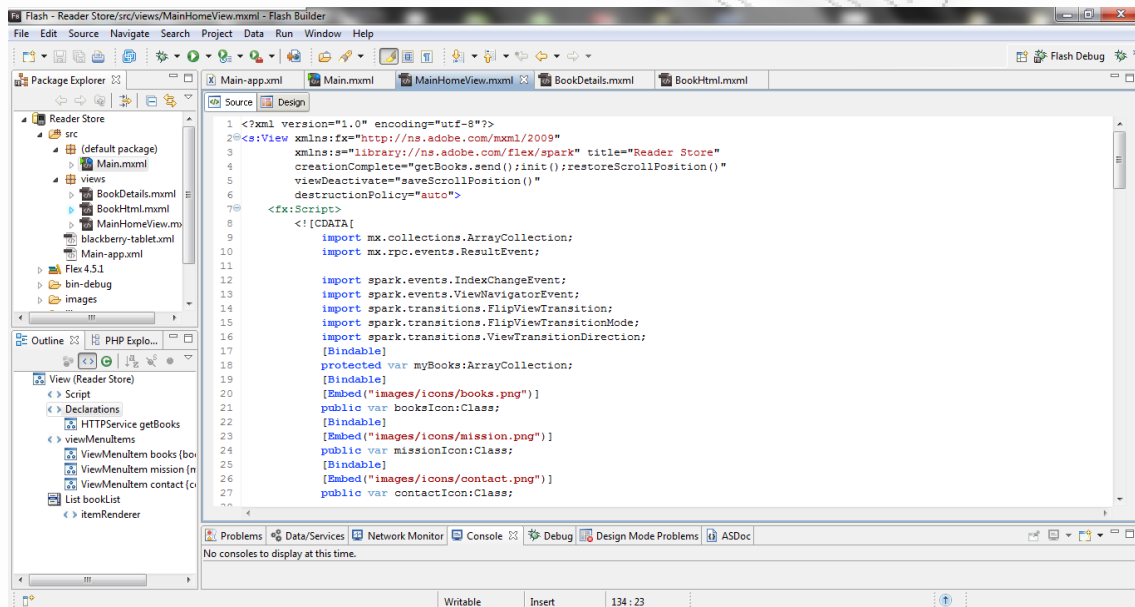 Flash - Reader Store/src/views/MainHomeView.mxml - Flash Builder
File Edit Source Navigate Search Project Data Run Window Help
Flash Debug
Package Explorer
Reader Store
src
(default package)
Main.mxml
views
BookDetails.mxml
BookHtml.mxml
MainHomeView.mx
blackberry-tablet.xml
Main-app.xml
Flex 4.5.1
bin-debug
images
Outline PHP Explo...
View (Reader Store)
Script
Declarations
HTTPService getBooks
viewMenuItems
ViewMenuItem books {boo
ViewMenuItem mission {n
ViewMenuItem contact {co
List bookList
itemRenderer
Main-app.xml Main.mxml MainHomeView.mxml BookDetails.mxml BookHtml.mxml
Source Design
1 <?xml version="1.0" encoding="utf-8"?>
2 <s:View xmlns:fx="http://ns.adobe.com/mxml/2009"
3 xmlns:s="library://ns.adobe.com/flex/spark" title="Reader Store"
4 creationComplete="getBooks.send();init();restoreScrollPosition()"
5 viewDeactivate="saveScrollPosition()"
6 destructionPolicy="auto">
7 <fx:Script>
8 <![CDATA[
9 import mx.collections.ArrayCollection;
10 import mx.rpc.events.ResultEvent;
11
12 import spark.events.IndexChangeEvent;
13 import spark.events.ViewNavigatorEvent;
14 import spark.transitions.FlipViewTransition;
15 import spark.transitions.FlipViewTransitionMode;
16 import spark.transitions.ViewTransitionDirection;
17 [Bindable]
18 protected var myBooks:ArrayCollection;
19 [Bindable]
20 [Embed("images/icons/books.png")]
21 public var booksIcon:Class;
22 [Bindable]
23 [Embed("images/icons/mission.png")]
24 public var missionIcon:Class;
25 [Bindable]
26 [Embed("images/icons/contact.png")]
27 public var contactIcon:Class;
Problems Data/Services Network Monitor Console Debug Design Mode Problems ASDoc
No consoles to display at this time.
Writable Insert 134 : 23